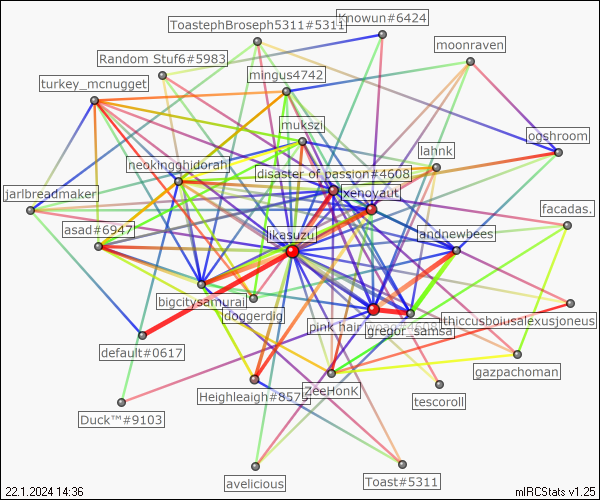 ToastephBroseph5311#5311
Knowun#6424
moonraven
Random Stuf6#5983
mingus4742
turkey_mcnugget
mukszi
ogshroom
lahnk
neokingghidorah
disaster of passion#4608
xenoyaut
jarlbreadmaker
facadas.
asad#6947
jikasuzu
andnewbees
bigcitysamurai
doggerdig
thiccusboiusalexusjoneus
pink hair
gregor_samsa
default#0617
gazpachoman
Heighleaigh#857
ZeeHonK
tescoroll
Duck™#9103
avelicious
Toast#5311
22.1.2024 14:36
mIRCStats v1.25